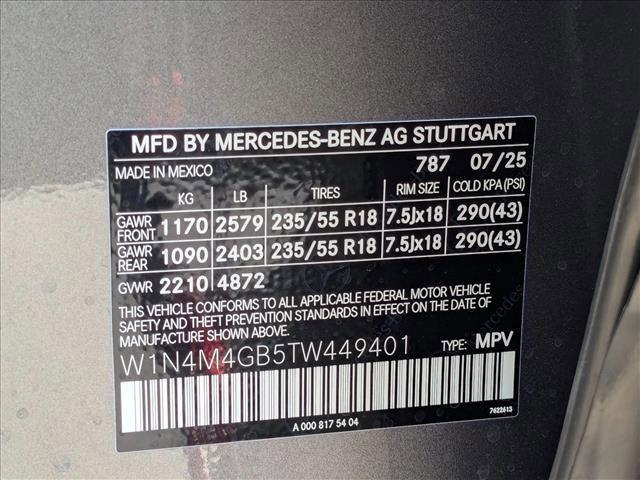 MFD BY MERCEDES-BENZ AG STUTTGART
MADE IN MEXICO 787 07/25
KG LB TIRES RIM SIZE COLD KPA (PSI)
GAWR FRONT 1170 2579 235/55 R18 7.5Jx18 290(43)
GAWR REAR 1090 2403 235/55 R18 7.5Jx18 290(43)
GVWR 2210 4872
THIS VEHICLE CONFORMS TO ALL APPLICABLE FEDERAL MOTOR VEHICLE
SAFETY AND THEFT PREVENTION STANDARDS IN EFFECT ON THE DATE OF
MANUFACTURE SHOWN ABOVE.
W1N4M4GB5TW449401 TYPE: MPV
7622613
A 000 817 54 04